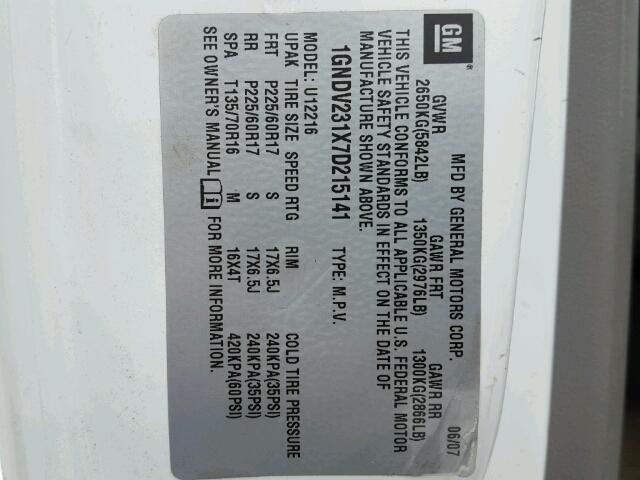 GM
MFD BY GENERAL MOTORS CORP. 06/07
GVWR GAWR FRT GAWR RR
2650KG(5842LB) 1350KG(2976LB) 1300KG(2866LB)
THIS VEHICLE CONFORMS TO ALL APPLICABLE U.S. FEDERAL MOTOR
VEHICLE SAFETY STANDARDS IN EFFECT ON THE DATE OF
MANUFACTURE SHOWN ABOVE.
1GNDV231X7D215141 TYPE: M.P.V.
MODEL: U12216
UPAK TIRE SIZE SPEED RTG RIM COLD TIRE PRESSURE
FRT P225/60R17 S 17X6.5J 240KPA(35PSI)
RR P225/60R17 S 17X6.5J 240KPA(35PSI)
SPA T135/70R16 M 16X4T 420KPA(60PSI)
SEE OWNER'S MANUAL i FOR MORE INFORMATION.